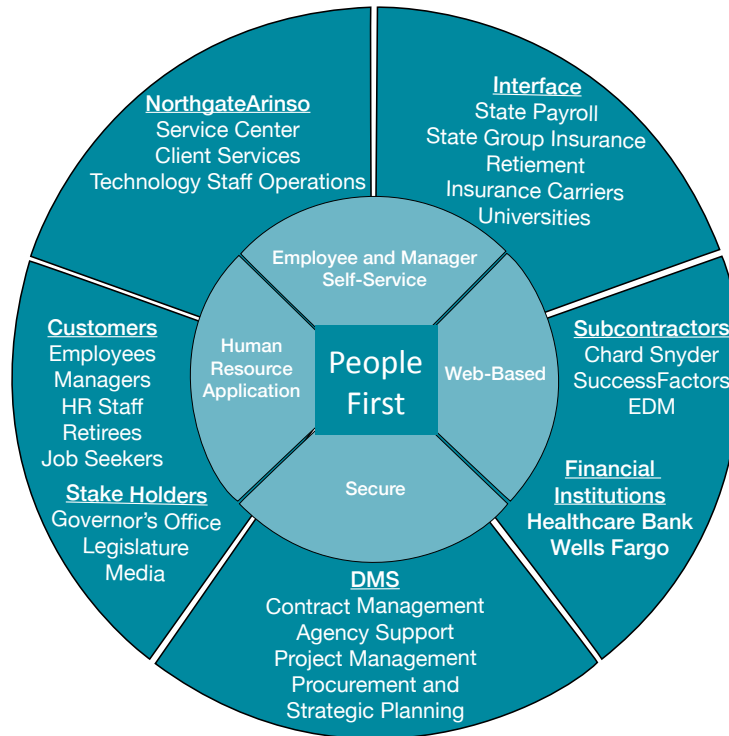 NorthgateArinso
Service Center
Client Services
Technology Staff Operations
Interface
State Payroll
State Group Insurance
Retiement
Insurance Carriers
Universities
Employee and Manager
Self-Service
Human
Resource
Application
People
First
Web-Based
Secure
Customers
Employees
Managers
HR Staff
Retirees
Job Seekers
Stake Holders
Governor's Office
Legislature
Media
Subcontractors
Chard Snyder
SuccessFactors
EDM
Financial
Institutions
Healthcare Bank
Wells Fargo
DMS
Contract Management
Agency Support
Project Management
Procurement and
Strategic Planning